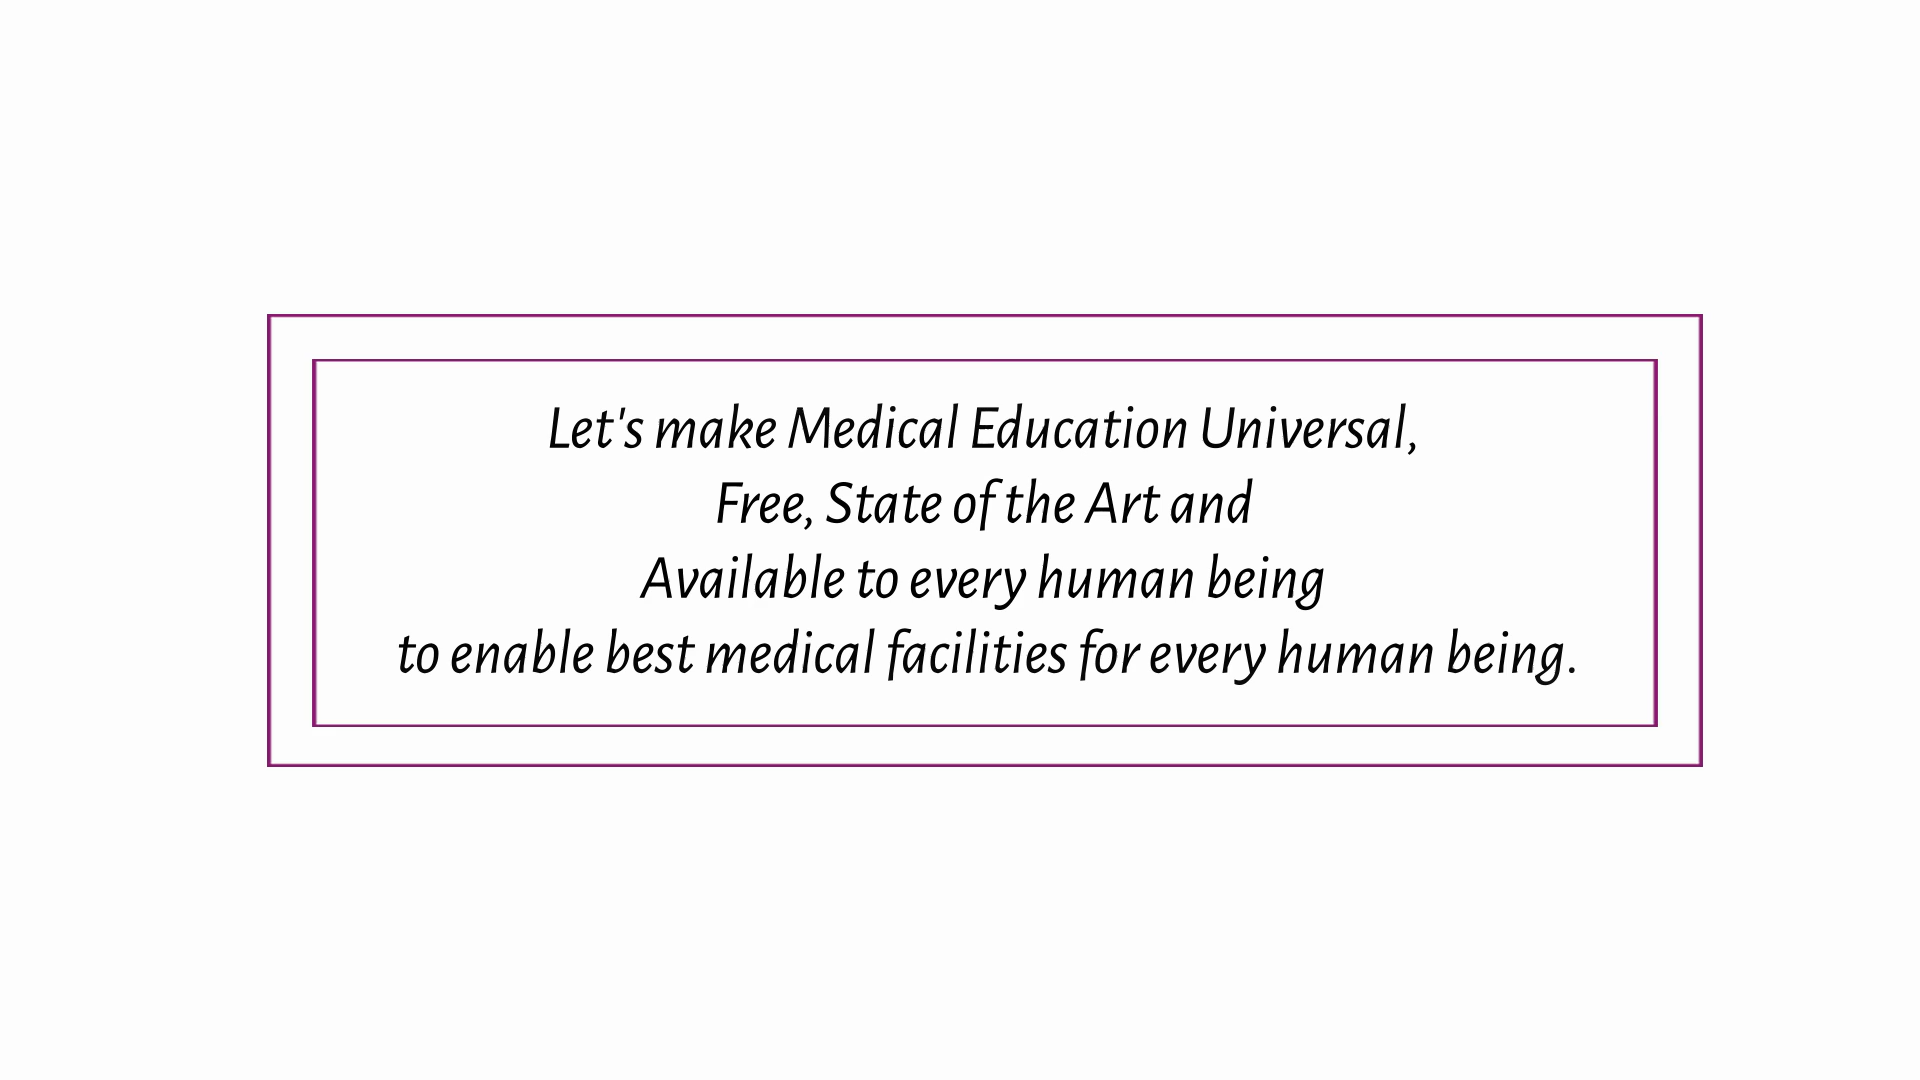 Let's make Medical Education Universal,
Free, State of the Art and
Available to every human being
to enable best medical facilities for every human being.